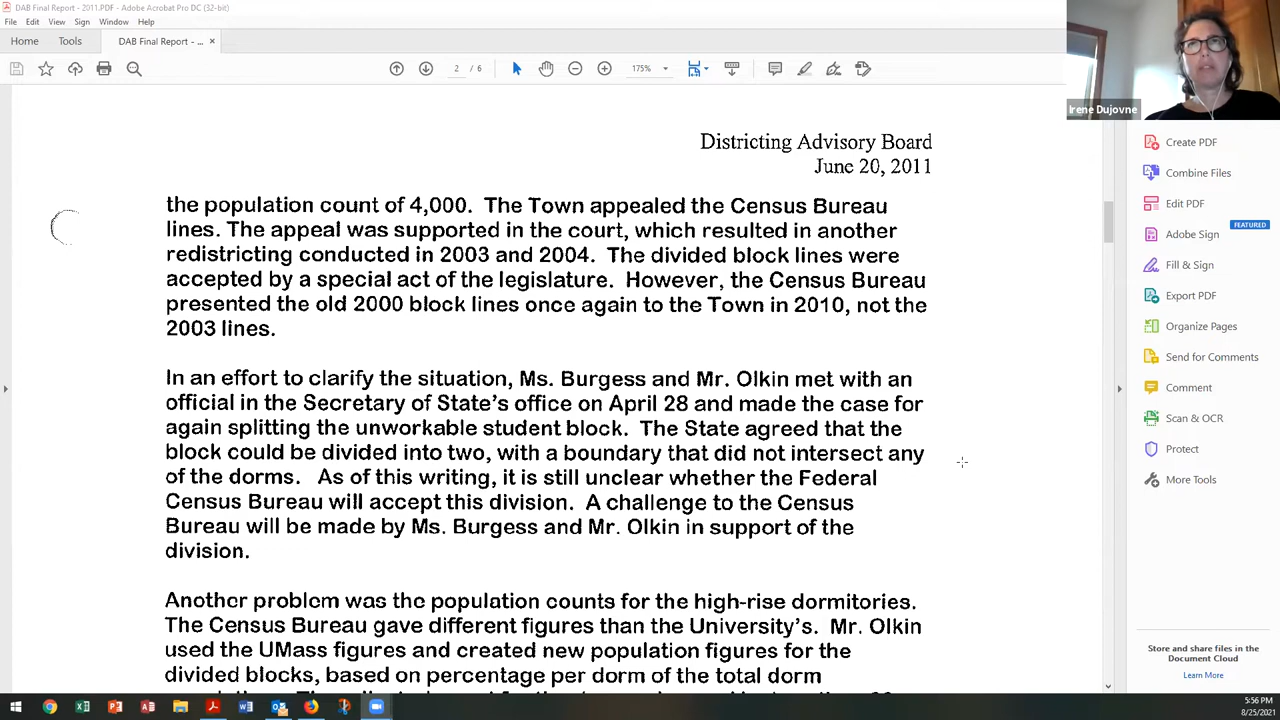 DAB Final Report - 2011.PDF - Adobe Acrobat Pro DC (32-bit)
File Edit View Sign Window Help
Home Tools DAB Final Report - ... ×
2 / 6 175%
Irene Dujovne
Districting Advisory Board
June 20, 2011
the population count of 4,000. The Town appealed the Census Bureau
lines. The appeal was supported in the court, which resulted in another
redistricting conducted in 2003 and 2004. The divided block lines were
accepted by a special act of the legislature. However, the Census Bureau
presented the old 2000 block lines once again to the Town in 2010, not the
2003 lines.
In an effort to clarify the situation, Ms. Burgess and Mr. Olkin met with an
official in the Secretary of State's office on April 28 and made the case for
again splitting the unworkable student block. The State agreed that the
block could be divided into two, with a boundary that did not intersect any
of the dorms. As of this writing, it is still unclear whether the Federal
Census Bureau will accept this division. A challenge to the Census
Bureau will be made by Ms. Burgess and Mr. Olkin in support of the
division.
Another problem was the population counts for the high-rise dormitories.
The Census Bureau gave different figures than the University's. Mr. Olkin
used the UMass figures and created new population figures for the
divided blocks, based on percentage per dorm of the total dorm
Create PDF
Combine Files
Edit PDF
Adobe Sign FEATURED
Fill & Sign
Export PDF
Organize Pages
Send for Comments
Comment
Scan & OCR
Protect
More Tools
Store and share files in the
Document Cloud
Learn More
5:56 PM
8/25/2021